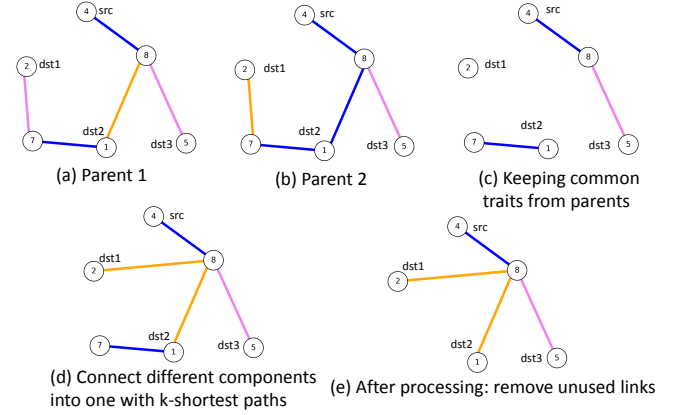 4 src
8
2 dst1
7
dst2
1
dst3 5
(a) Parent 1
4 src
8
2 dst1
7
dst2
1
dst3 5
(b) Parent 2
4 src
8
2 dst1
7
dst2
1
dst3 5
(c) Keeping common
traits from parents
4 src
8
2 dst1
7
dst2
1
dst3 5
(d) Connect different components
into one with k-shortest paths
4 src
8
2 dst1
dst2
1
dst3 5
(e) After processing: remove unused links